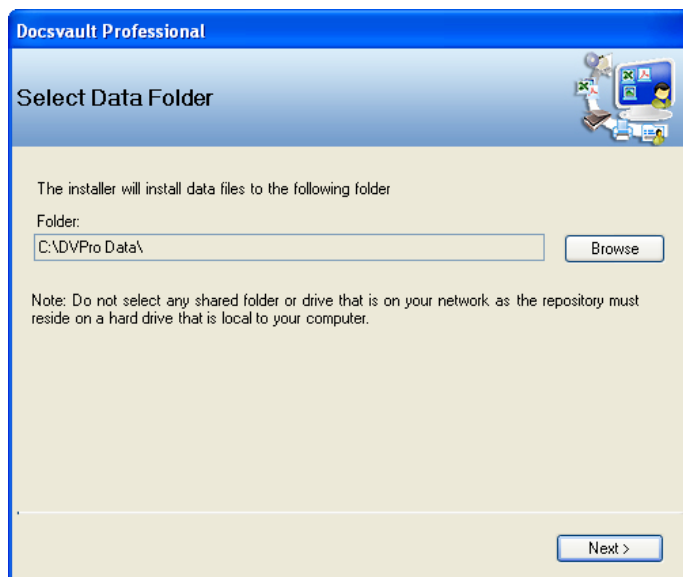 Docsvault Professional
Select Data Folder
The installer will install data files to the following folder
Folder:
C:\DVPro Data\
Browse
Note: Do not select any shared folder or drive that is on your network as the repository must
reside on a hard drive that is local to your computer.
Next >